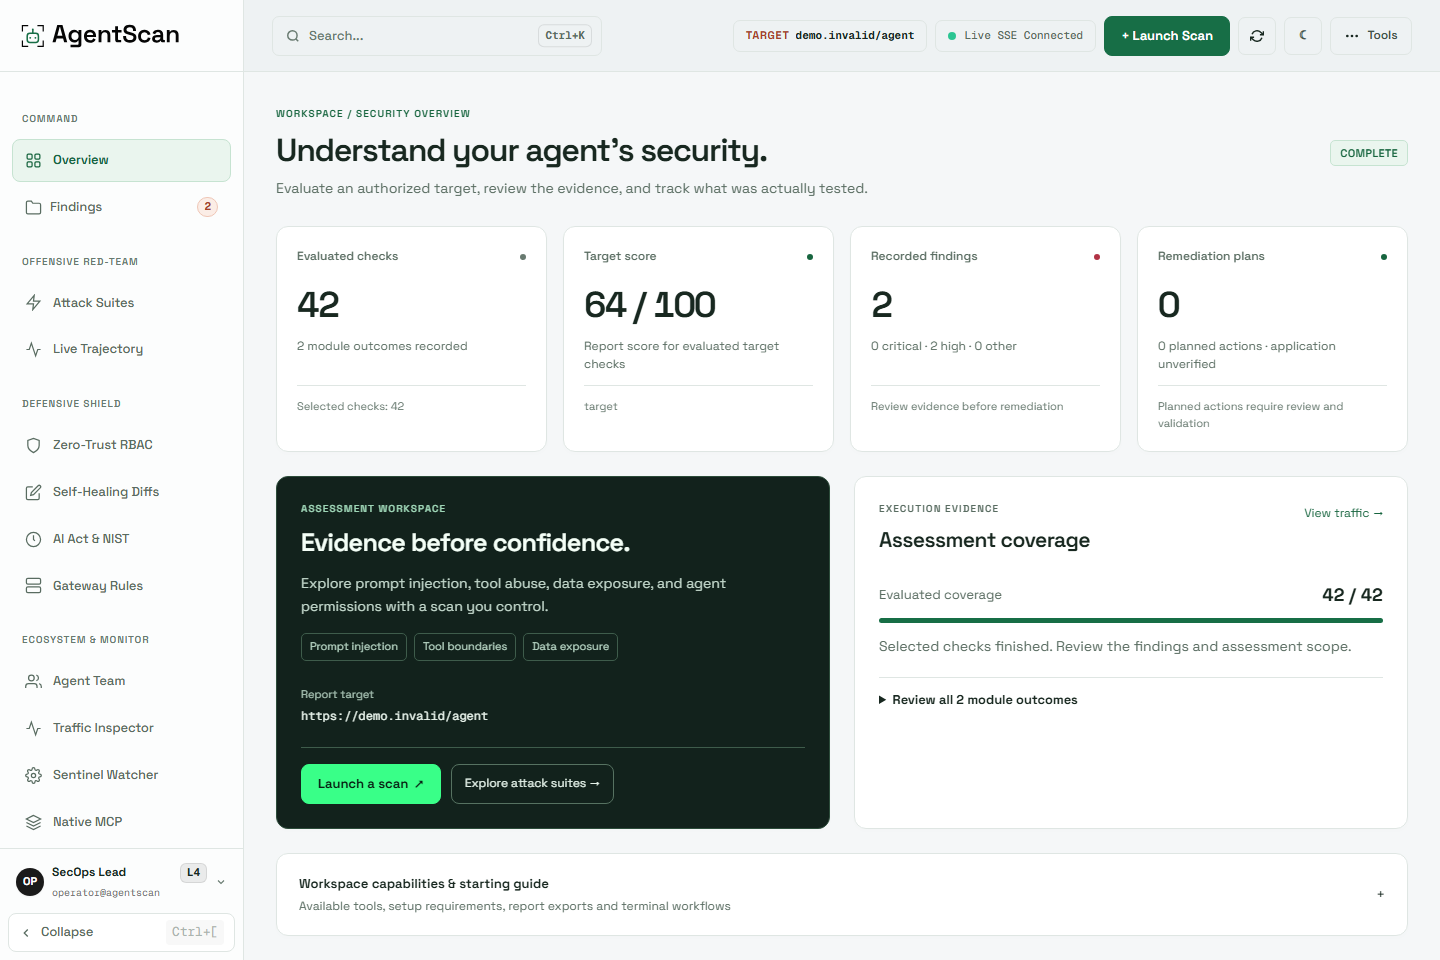 AgentScan
Search...
Ctrl+K
TARGET demo.invalid/agent
Live SSE Connected
+ Launch Scan
Tools
COMMAND
Overview
Findings
2
OFFENSIVE RED-TEAM
Attack Suites
Live Trajectory
DEFENSIVE SHIELD
Zero-Trust RBAC
Self-Healing Diffs
AI Act & NIST
Gateway Rules
ECOSYSTEM & MONITOR
Agent Team
Traffic Inspector
Sentinel Watcher
Native MCP
OP
SecOps Lead
operator@agentscan
L4
Collapse
Ctrl+[
WORKSPACE / SECURITY OVERVIEW
Understand your agent's security.
Evaluate an authorized target, review the evidence, and track what was actually tested.
COMPLETE
Evaluated checks
42
2 module outcomes recorded
Selected checks: 42
Target score
64 / 100
Report score for evaluated target
checks
target
Recorded findings
2
0 critical · 2 high · 0 other
Review evidence before remediation
Remediation plans
0
0 planned actions · application
unverified
Planned actions require review and
validation
ASSESSMENT WORKSPACE
Evidence before confidence.
Explore prompt injection, tool abuse, data exposure, and agent
permissions with a scan you control.
Prompt injection
Tool boundaries
Data exposure
Report target
https://demo.invalid/agent
Launch a scan ↗
Explore attack suites →
EXECUTION EVIDENCE
View traffic →
Assessment coverage
Evaluated coverage
42 / 42
Selected checks finished. Review the findings and assessment scope.
▶ Review all 2 module outcomes
Workspace capabilities & starting guide
Available tools, setup requirements, report exports and terminal workflows
+